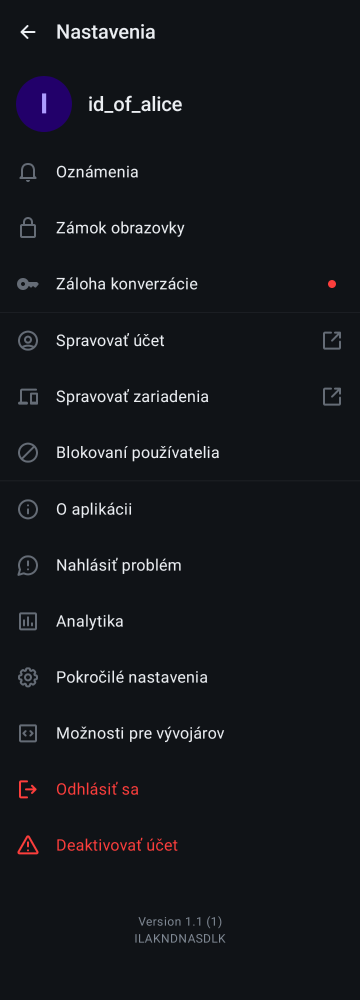 Nastavenia
I
id_of_alice
Oznámenia
Zámok obrazovky
Záloha konverzácie
Spravovať účet
Spravovať zariadenia
Blokovaní používatelia
O aplikácii
Nahlásiť problém
Analytika
Pokročilé nastavenia
Možnosti pre vývojárov
Odhlásiť sa
Deaktivovať účet
Version 1.1 (1)
ILAKNDNASDLK